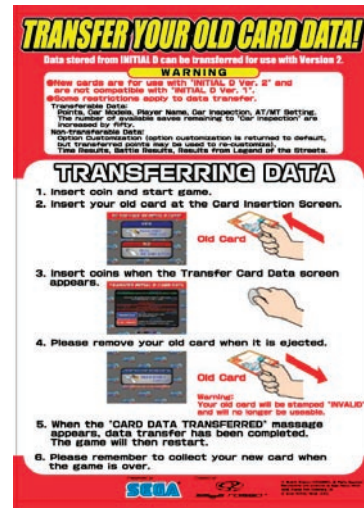 TRANSFER YOUR OLD CARD DATA!
Data stored from INITIAL D can be transferred for use with Version 2.
WARNING
●New cards are for use with "INITIAL D Ver. 2" and
are not compatible with "INITIAL D Ver. 1".
●Some restrictions apply to data transfer.
Transferable Data:
Points, Car Models, Player Name, Car Inspection, AT/MT Setting.
The number of available saves remaining to "Car Inspection" are
increased by fifty.
Non-transferable Data:
Option Customization (option customization is returned to default,
but transferred points may be used to re-customize).
Time Results, Battle Results, Results from Legend of the Streets.
TRANSFERRING DATA
1. Insert coin and start game.
2. Insert your old card at the Card Insertion Screen.
Old Card
3. Insert coins when the Transfer Card Data screen
appears.
4. Please remove your old card when it is ejected.
Old Card
Warning:
Your old card will be stamped "INVALID"
and will no longer be useable.
5. When the "CARD DATA TRANSFERRED" massage
appears, data transfer has been completed.
The game will then restart.
6. Please remember to collect your new card when
the game is over.
SEGA